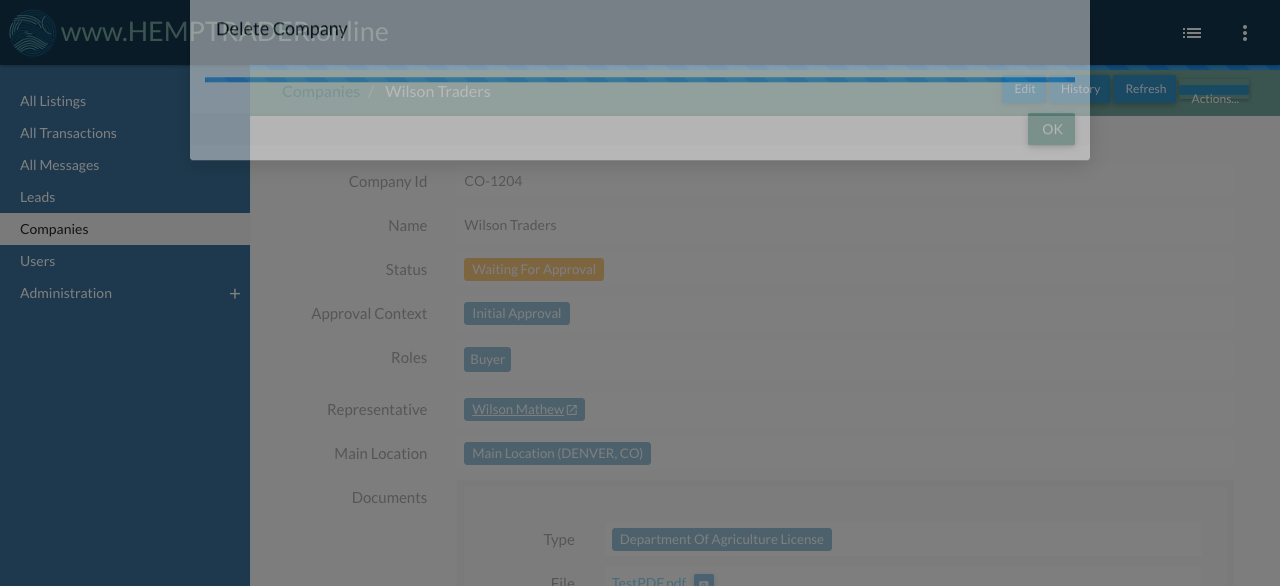 www.HEMPTRADER.online
Delete Company
Companies / Wilson Traders
Edit
History
Refresh
Actions...
OK
All Listings
All Transactions
All Messages
Leads
Companies
Users
Administration +
Company Id CO-1204
Name Wilson Traders
Status Waiting For Approval
Approval Context Initial Approval
Roles Buyer
Representative Wilson Mathew
Main Location Main Location (DENVER, CO)
Documents
Type Department Of Agriculture License
File TestPDF.pdf